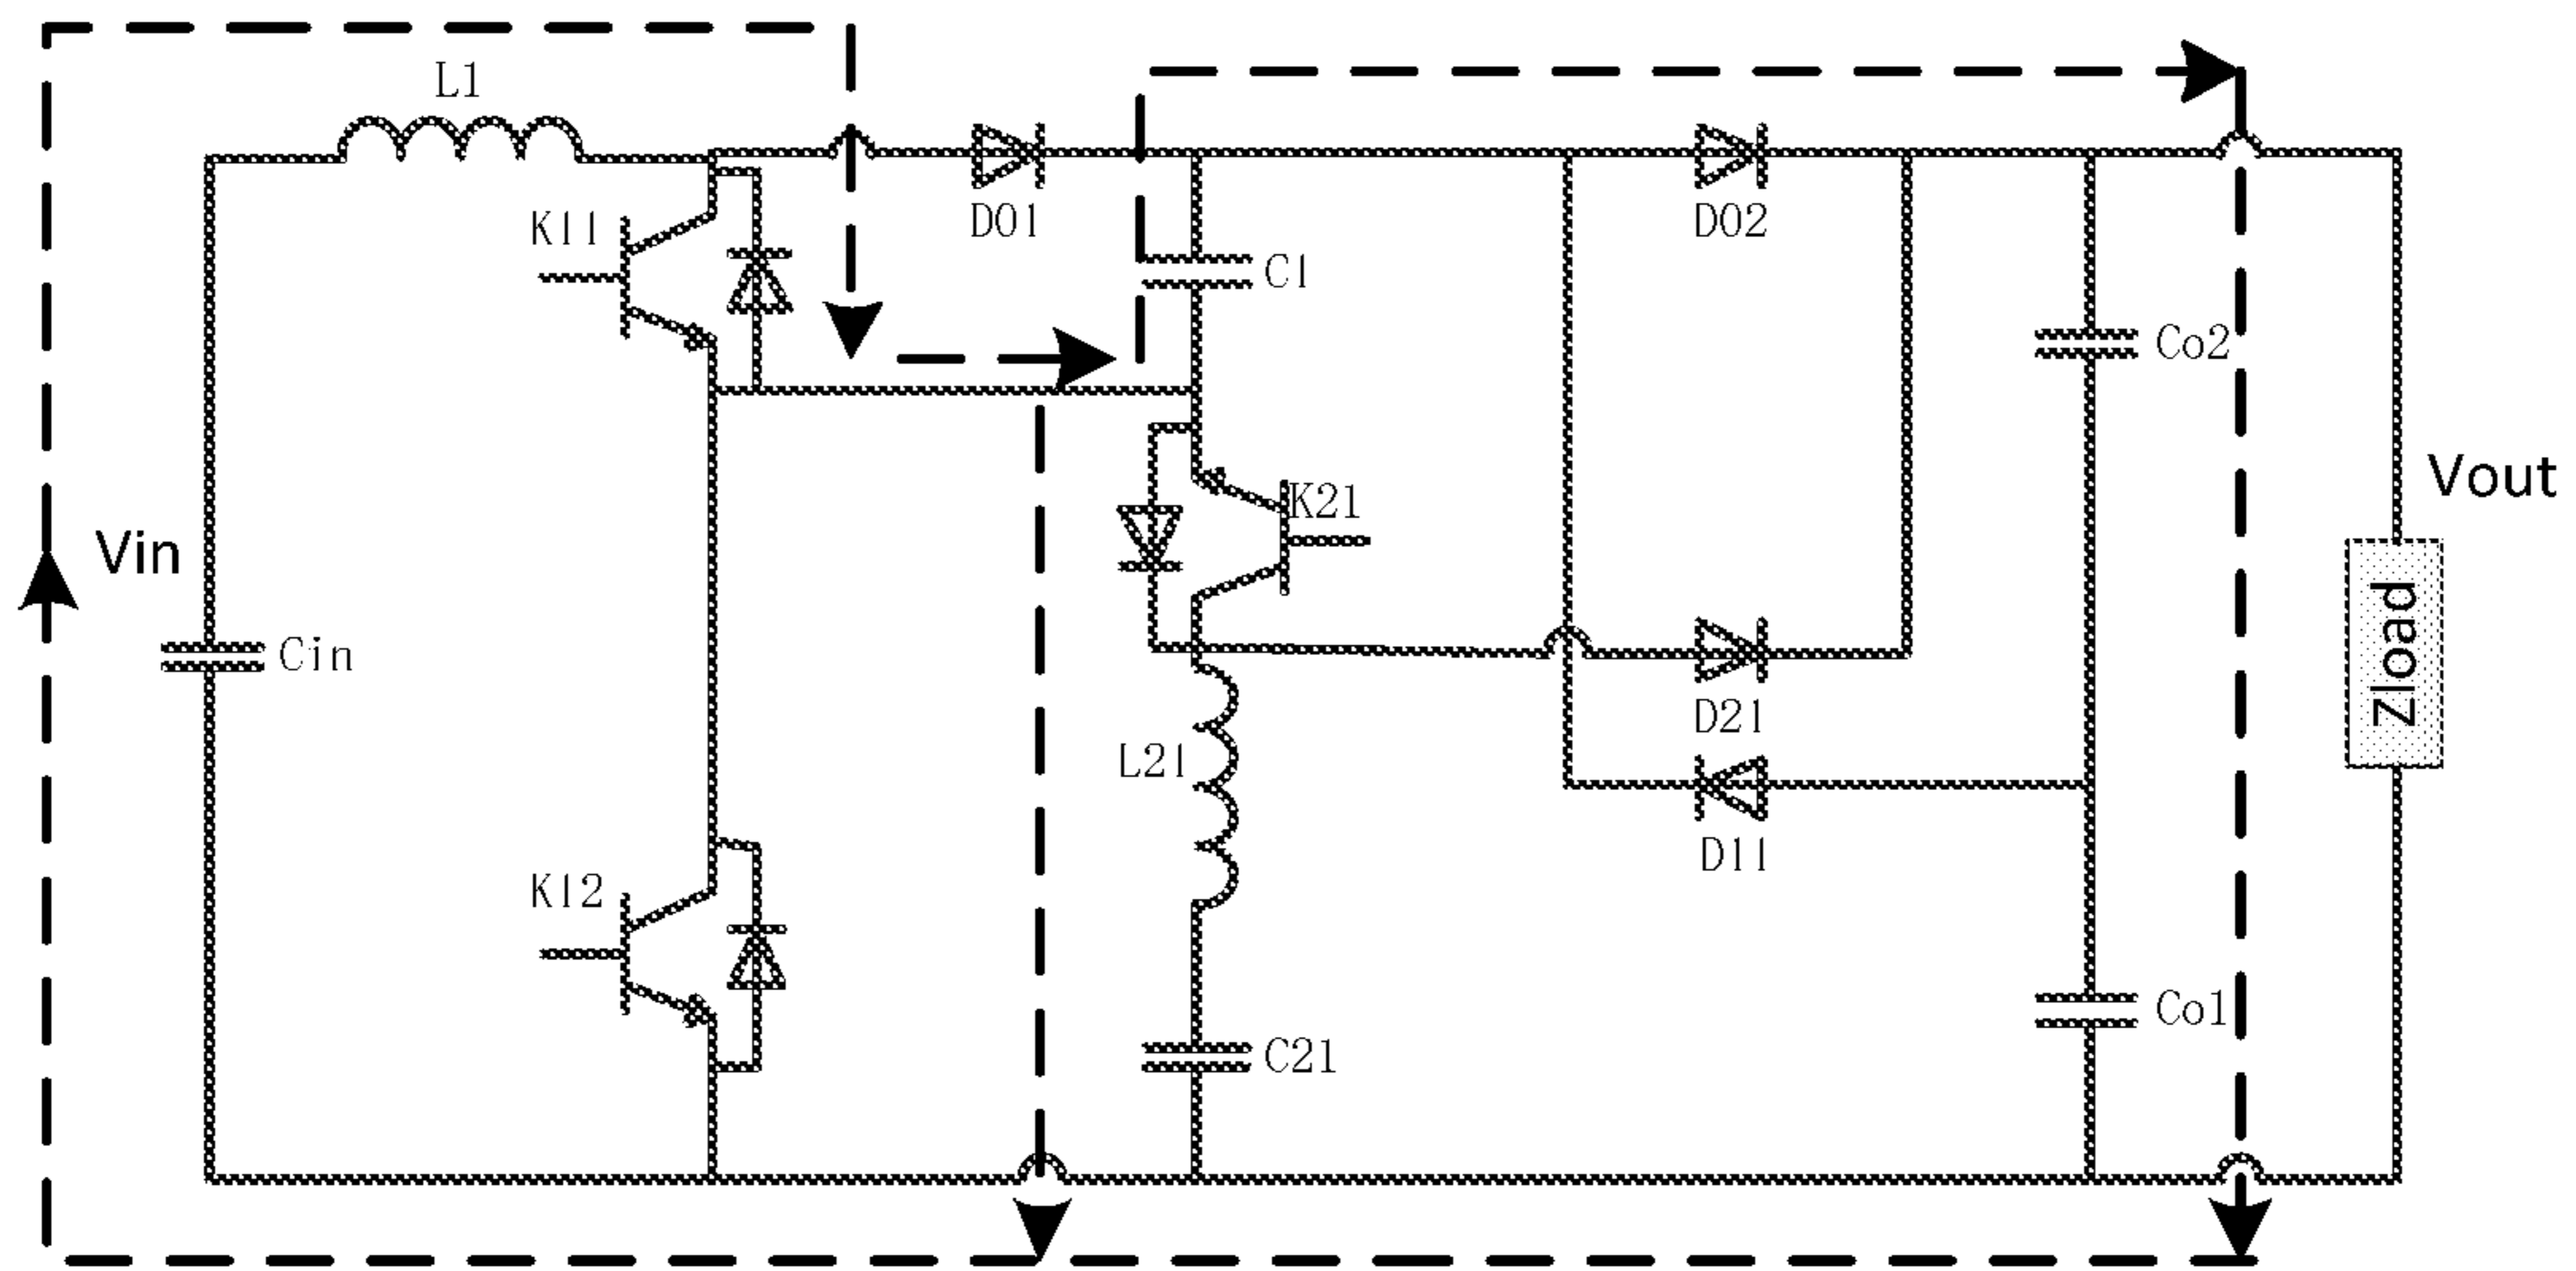 L1
K11
D01
D02
C1
Co2
K21
Vout
Vin
Cin
Zload
D21
L21
D11
K12
Co1
C21